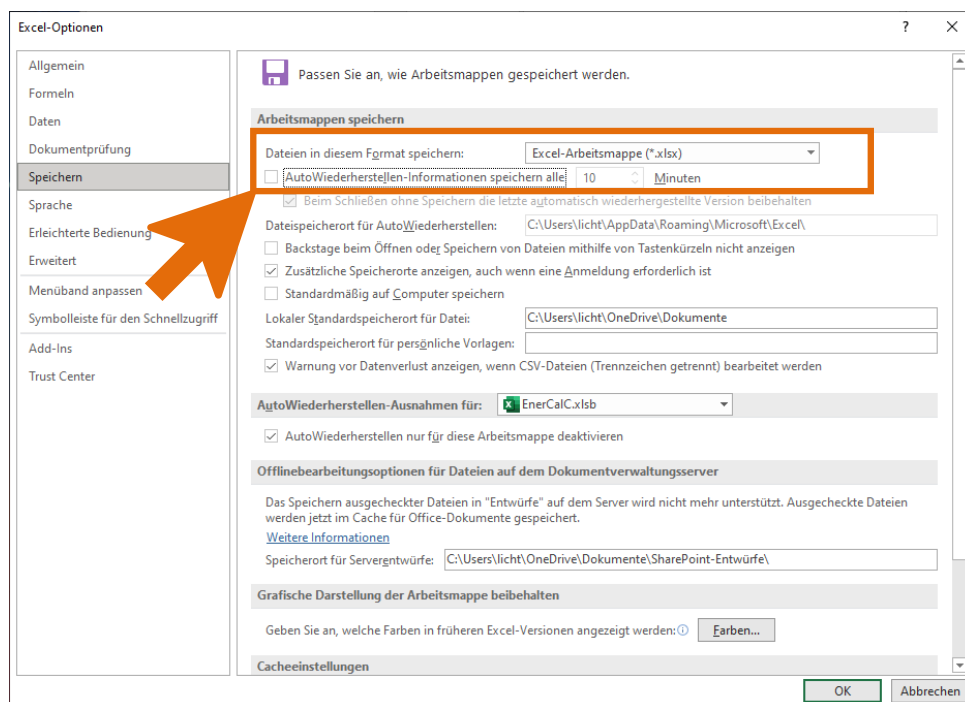 Excel-Optionen ? ×
Allgemein
Formeln
Daten
Dokumentprüfung
Speichern
Sprache
Erleichterte Bedienung
Erweitert
Menüband anpassen
Symbolleiste für den Schnellzugriff
Add-Ins
Trust Center
Passen Sie an, wie Arbeitsmappen gespeichert werden.
Arbeitsmappen speichern
Dateien in diesem Format speichern: Excel-Arbeitsmappe (*.xlsx)
AutoWiederherstellen-Informationen speichern alle 10 Minuten
Beim Schließen ohne Speichern die letzte automatisch wiederhergestellte Version beibehalten
Dateispeicherort für AutoWiederherstellen: C:\Users\licht\AppData\Roaming\Microsoft\Excel\
Backstage beim Öffnen oder Speichern von Dateien mithilfe von Tastenkürzeln nicht anzeigen
Zusätzliche Speicherorte anzeigen, auch wenn eine Anmeldung erforderlich ist
Standardmäßig auf Computer speichern
Lokaler Standardspeicherort für Datei: C:\Users\licht\OneDrive\Dokumente
Standardspeicherort für persönliche Vorlagen:
Warnung vor Datenverlust anzeigen, wenn CSV-Dateien (Trennzeichen getrennt) bearbeitet werden
AutoWiederherstellen-Ausnahmen für: EnerCalC.xlsb
AutoWiederherstellen nur für diese Arbeitsmappe deaktivieren
Offlinebearbeitungsoptionen für Dateien auf dem Dokumentverwaltungsserver
Das Speichern ausgecheckter Dateien in "Entwürfe" auf dem Server wird nicht mehr unterstützt. Ausgecheckte Dateien
werden jetzt im Cache für Office-Dokumente gespeichert.
Weitere Informationen
Speicherort für Serverentwürfe: C:\Users\licht\OneDrive\Dokumente\SharePoint-Entwürfe\
Grafische Darstellung der Arbeitsmappe beibehalten
Geben Sie an, welche Farben in früheren Excel-Versionen angezeigt werden: Farben...
Cacheeinstellungen
OK Abbrechen